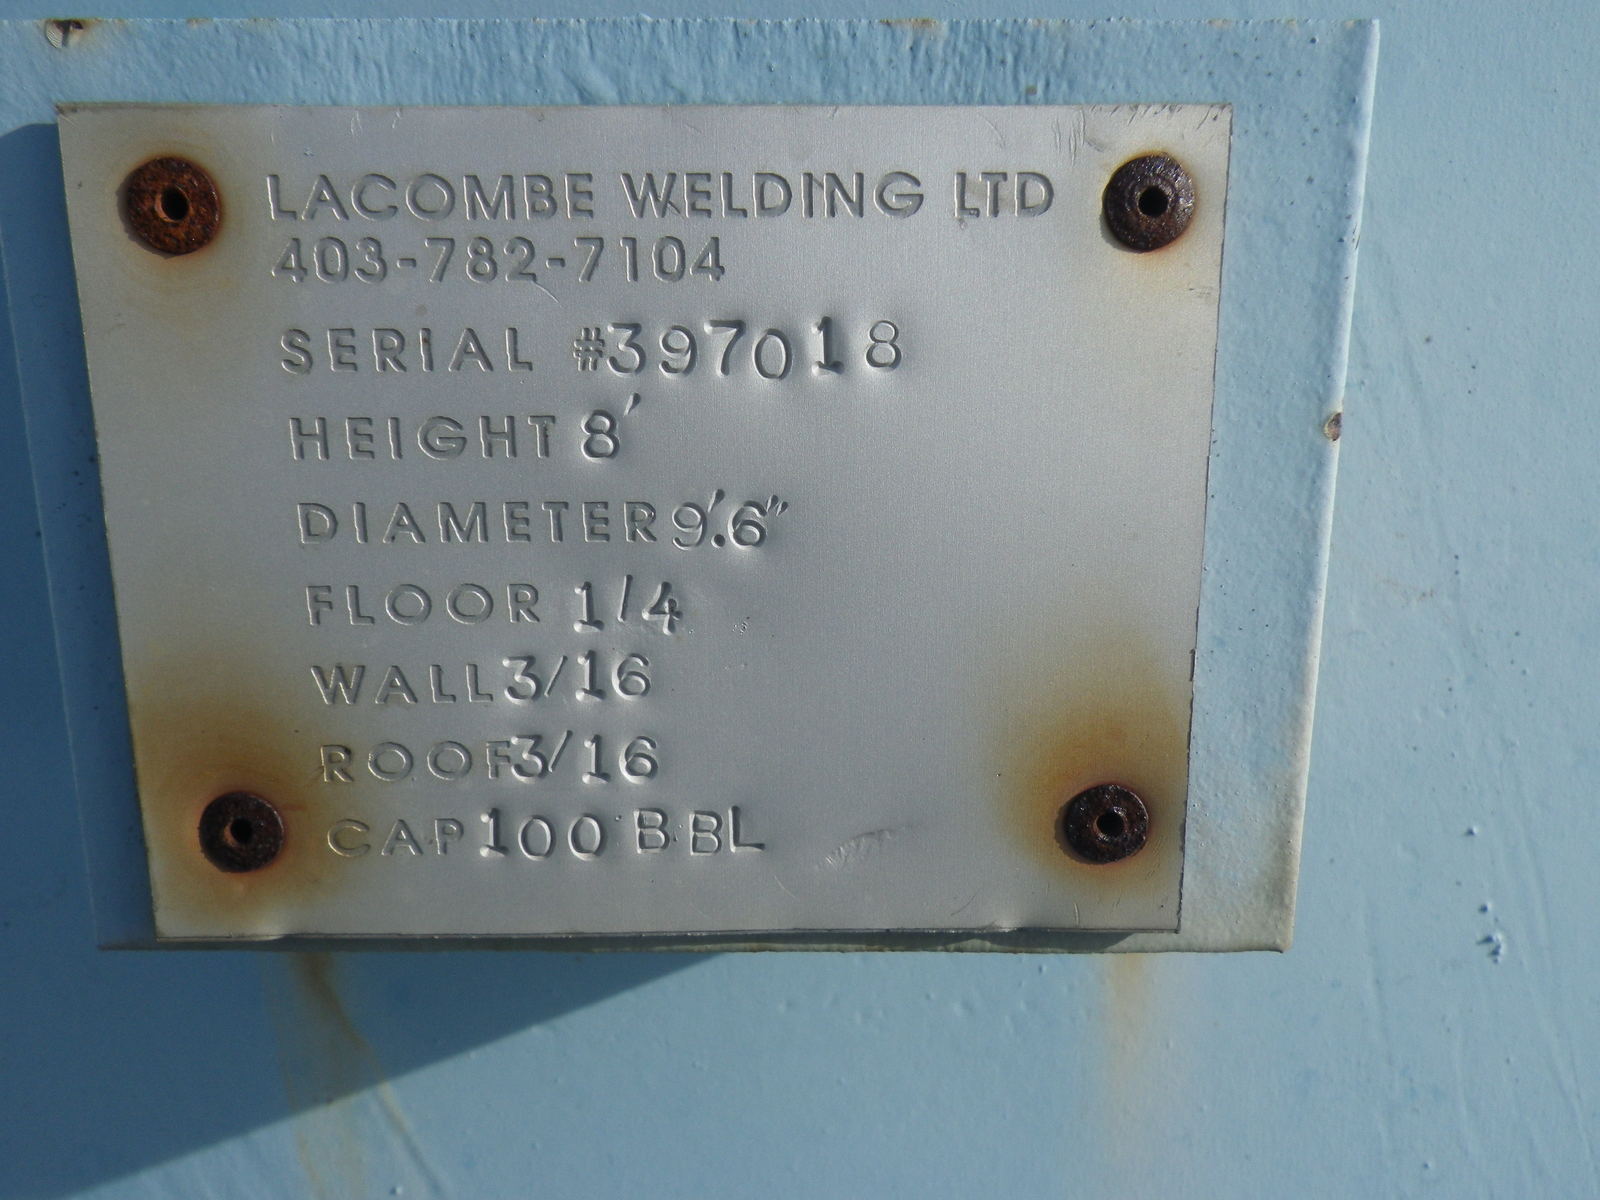 LACOMBE WELDING LTD
403-782-7104
SERIAL #397018
HEIGHT 8'
DIAMETER 9'.6"
FLOOR 1/4
WALL 3/16
ROOF 3/16
CAP 100 BBL